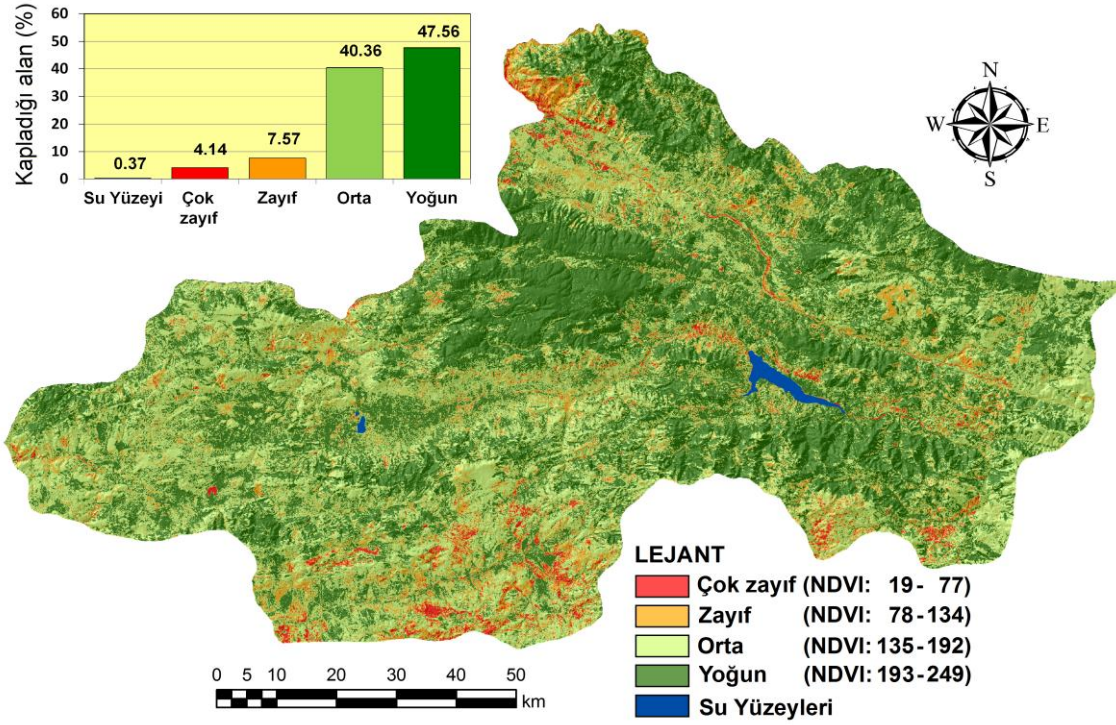 Kapladığı alan (%)
60
50
40
30
20
10
0
0.37
4.14
7.57
40.36
47.56
Su Yüzeyi
Çok
zayıf
Zayıf
Orta
Yoğun
N
W E
S
LEJANT
Çok zayıf (NDVI: 19 - 77)
Zayıf (NDVI: 78 - 134)
Orta (NDVI: 135 - 192)
Yoğun (NDVI: 193 - 249)
Su Yüzeyleri
0 5 10 20 30 40 50
km